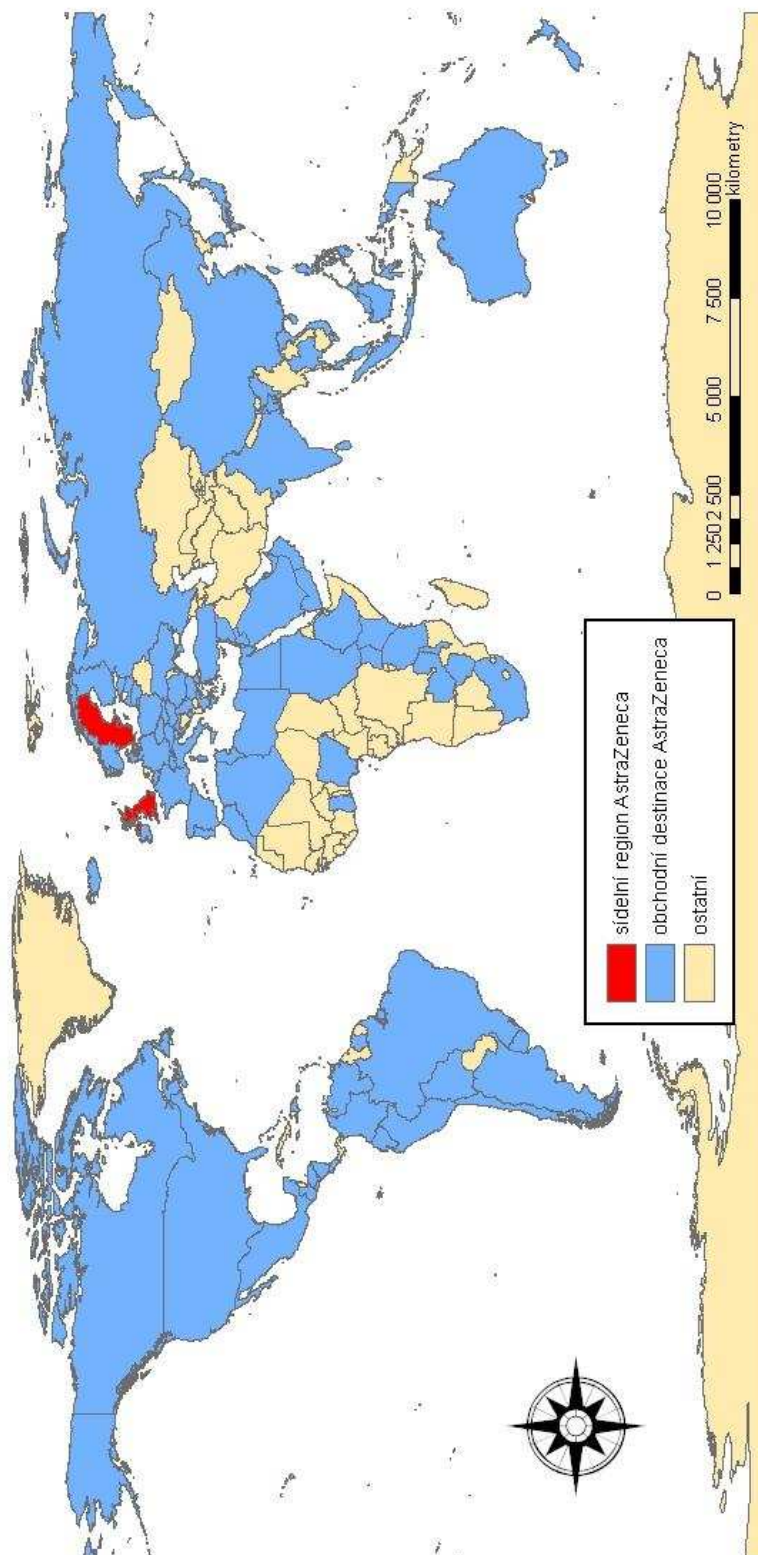 sídelní region AstraZeneca
obchodní destinace AstraZeneca
ostatní
0 1 250 2 500 5 000 7 500 10 000
kilometry